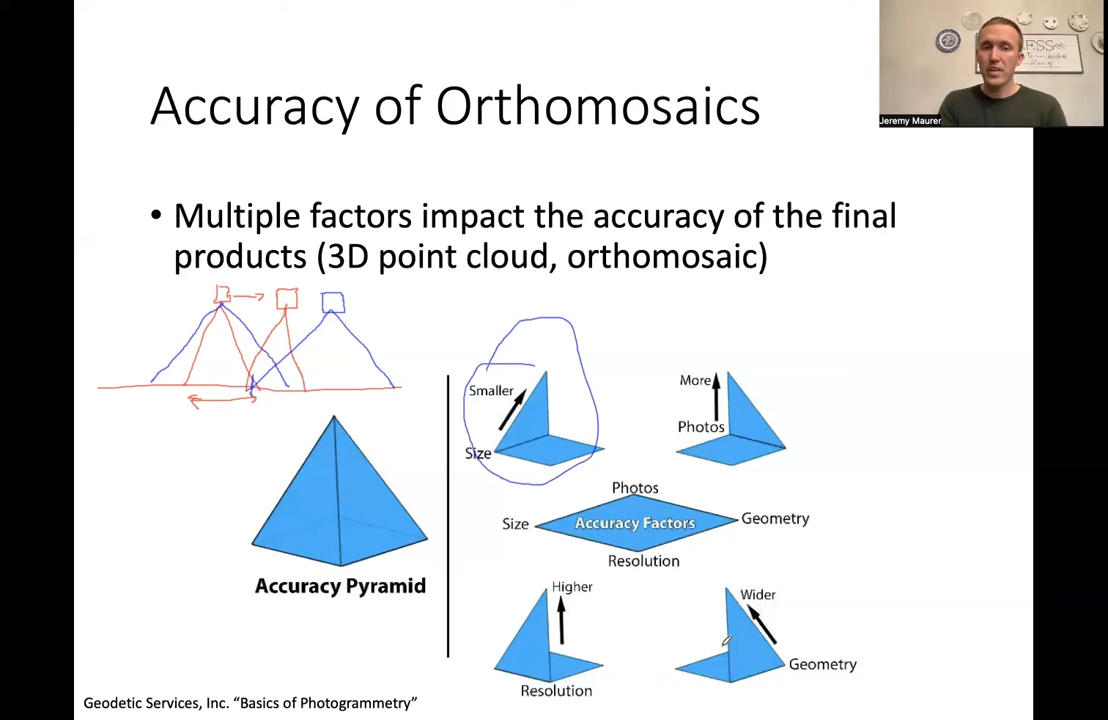 Accuracy of Orthomosaics
Jeremy Maurer
• Multiple factors impact the accuracy of the final
products (3D point cloud, orthomosaic)
Smaller
Size
More
Photos
Photos
Size
Accuracy Factors
Geometry
Resolution
Accuracy Pyramid
Higher
Resolution
Wider
Geometry
Geodetic Services, Inc. “Basics of Photogrammetry”